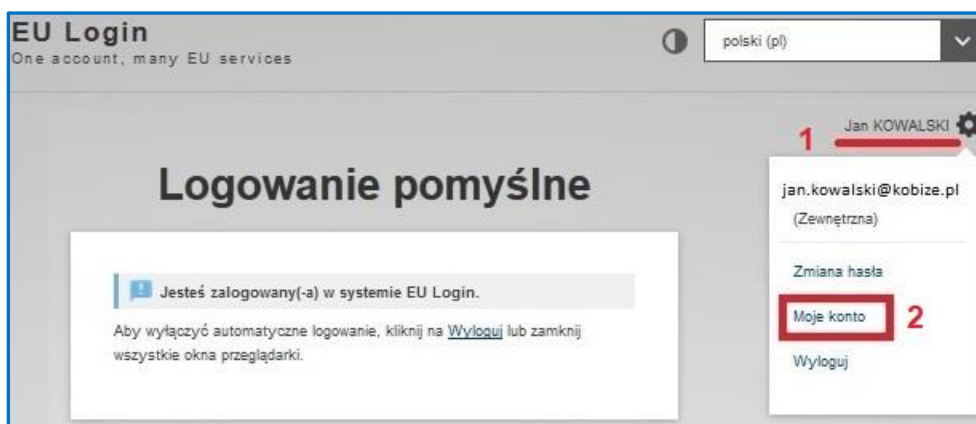 EU Login
One account, many EU services
polski (pl)
1
Jan KOWALSKI
Logowanie pomyślne
jan.kowalski@kobize.pl
(Zewnętrzna)
Jesteś zalogowany(-a) w systemie EU Login.
Aby wyłączyć automatyczne logowanie, kliknij na Wyloguj lub zamknij
wszystkie okna przeglądarki.
Zmiana hasła
Moje konto
2
Wyloguj